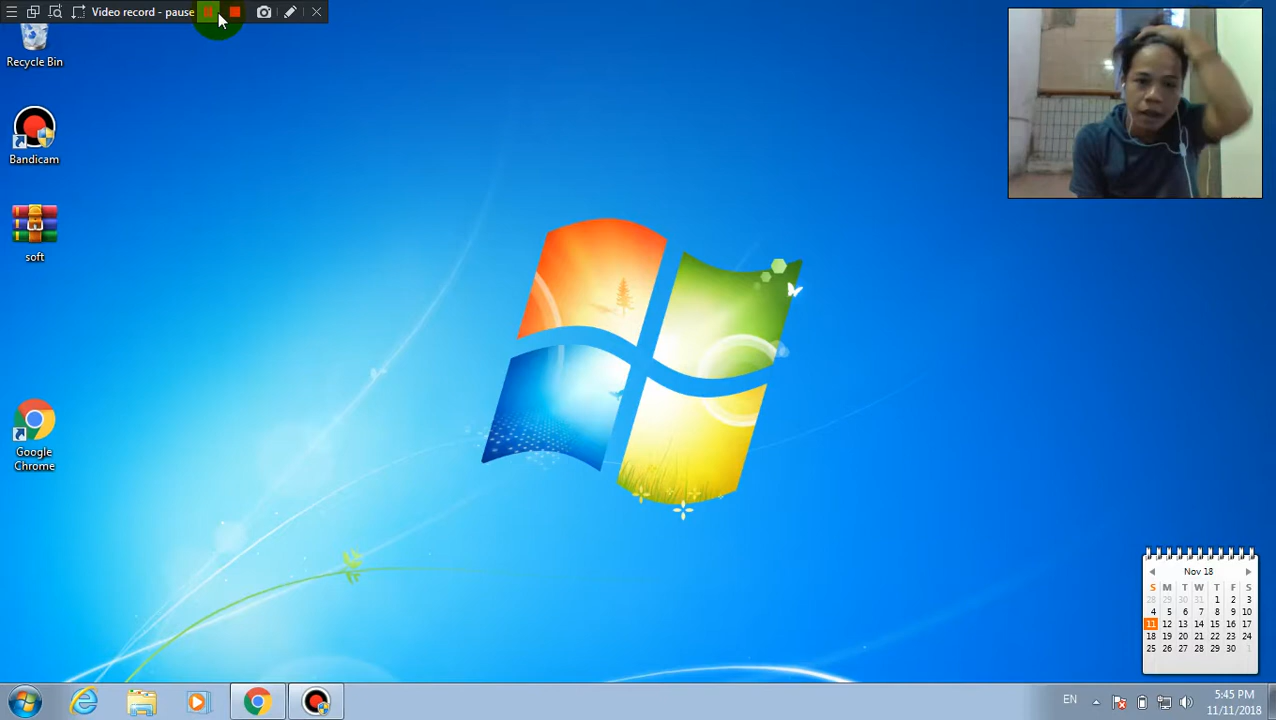 Video record - pause
Recycle Bin
Bandicam
soft
Google
Chrome
Nov 18
S M T W T F S
28 29 30 31 1 2 3
4 5 6 7 8 9 10
11 12 13 14 15 16 17
18 19 20 21 22 23 24
25 26 27 28 29 30 1
EN
5:45 PM
11/11/2018